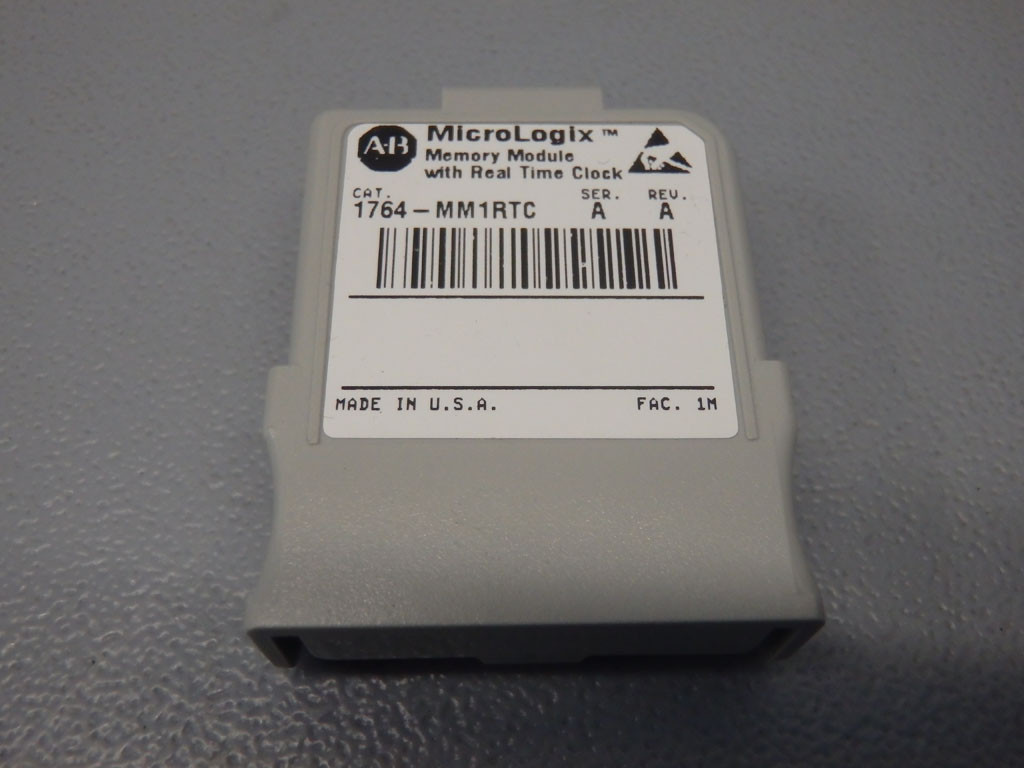 A-B MicroLogix™
Memory Module
with Real Time Clock
CAT. SER. REV.
1764-MM1RTC A A
MADE IN U.S.A. FAC. 1M